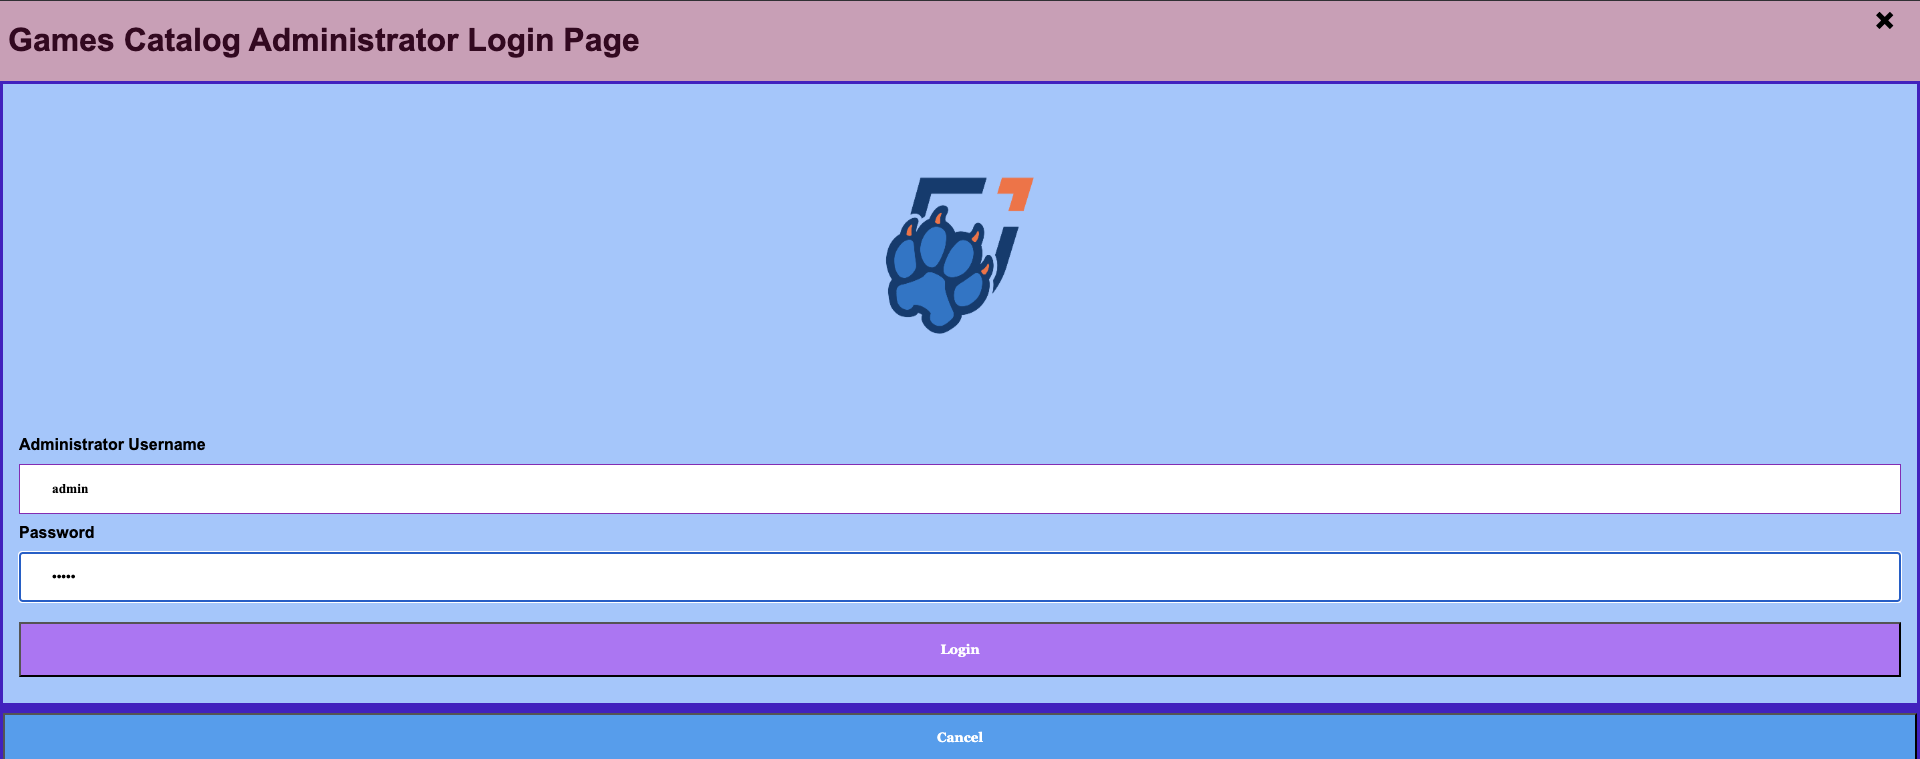 Games Catalog Administrator Login Page
✖
Administrator Username
admin
Password
•••••
Login
Cancel